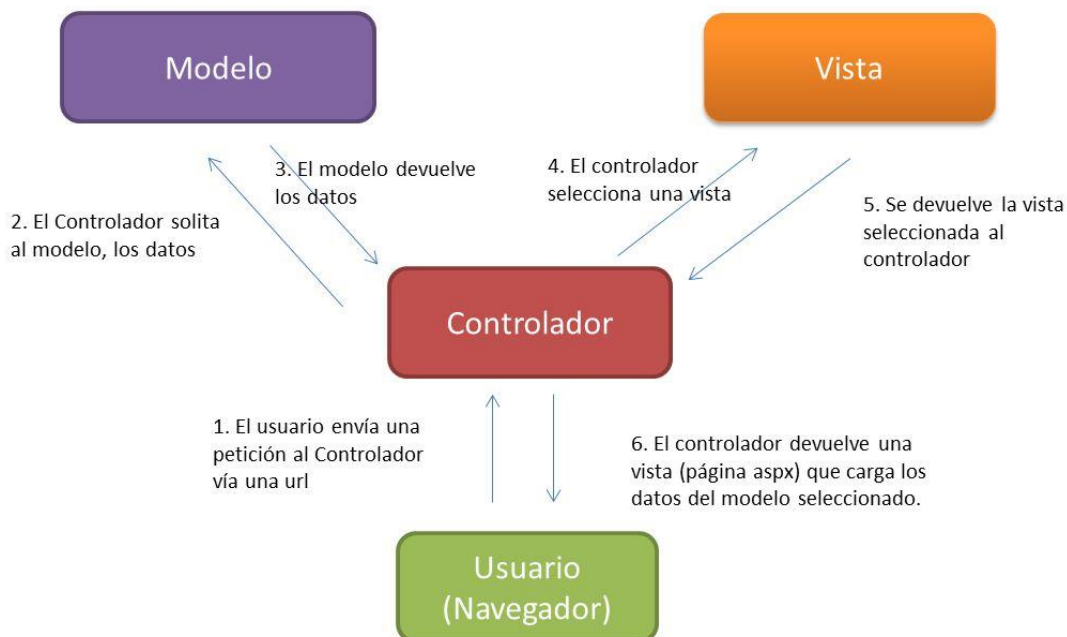 Modelo
Vista
3. El modelo devuelve
los datos
4. El controlador
selecciona una vista
2. El Controlador solita
al modelo, los datos
5. Se devuelve la vista
seleccionada al
controlador
Controlador
1. El usuario envía una
petición al Controlador
vía una url
6. El controlador devuelve una
vista (página aspx) que carga los
datos del modelo seleccionado.
Usuario
(Navegador)